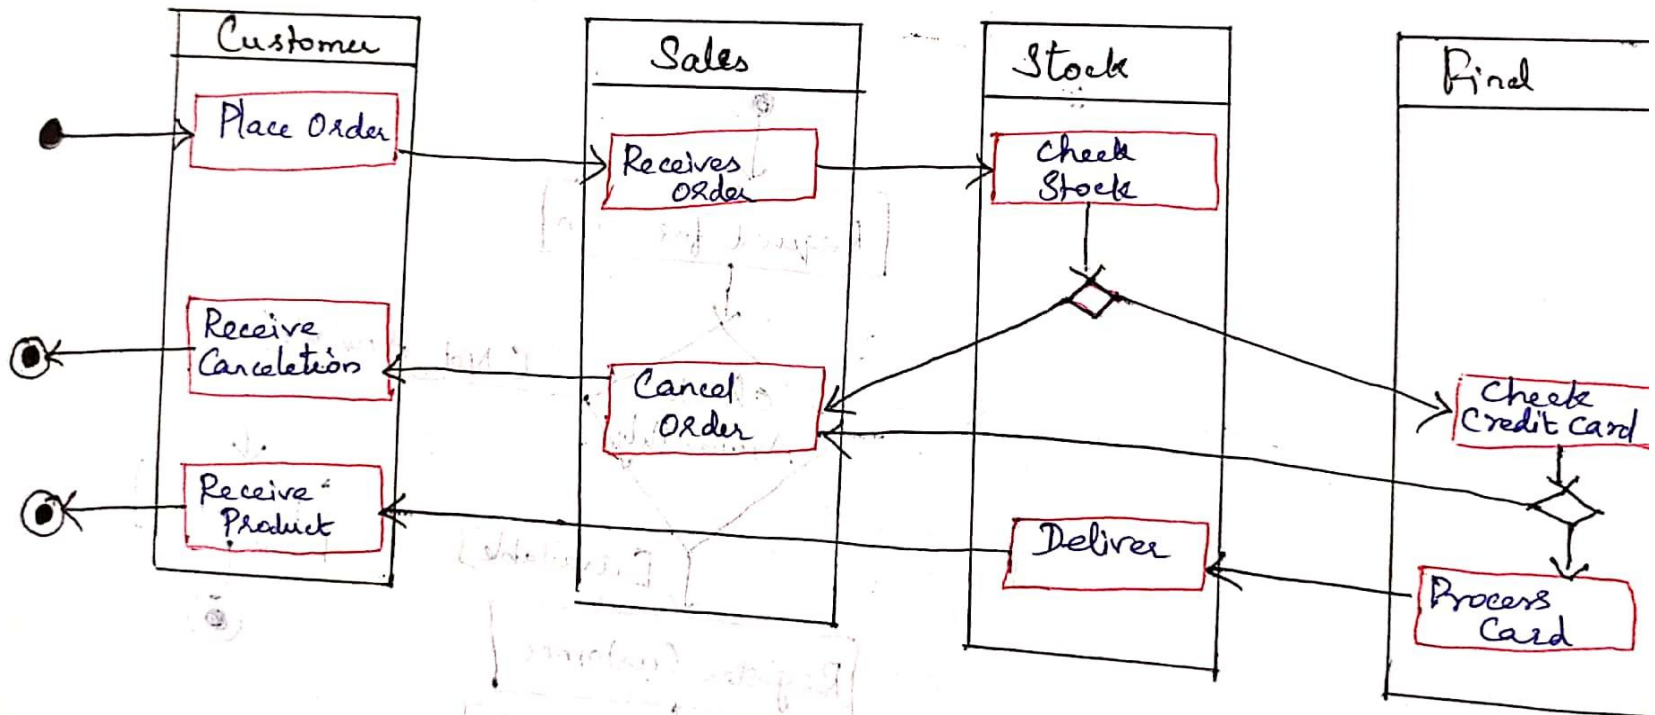 Customer
Sales
Stock
Final
Place Order
Receives
Order
Check
Stock
Receive
Canceletion
Cancel
Order
Check
Credit Card
Receive
Product
Deliver
Process
Card